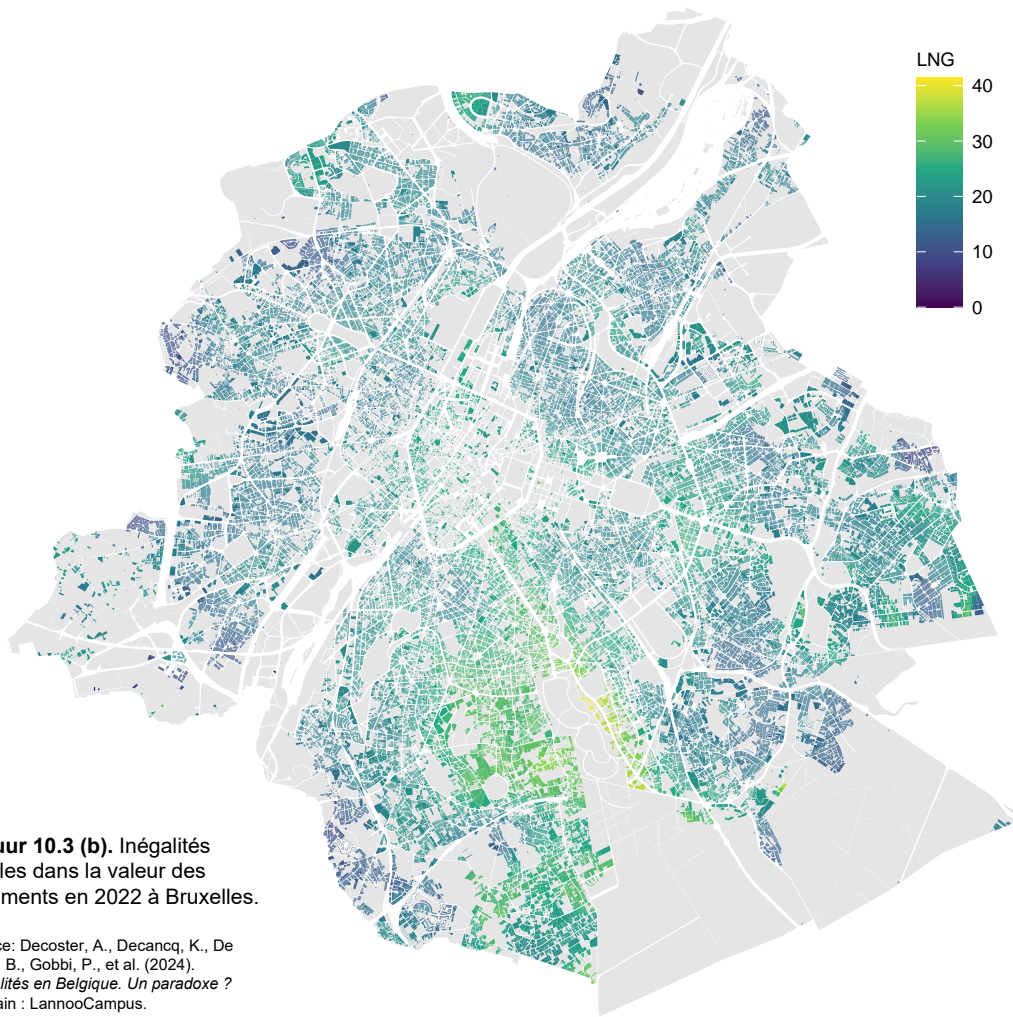 LNG
40
30
20
10
0
uur 10.3 (b). Inégalités
les dans la valeur des
ments en 2022 à Bruxelles.
ce: Decoster, A., Decancq, K., De
B., Gobbi, P., et al. (2024).
lités en Belgique. Un paradoxe ?
ain : LannooCampus.